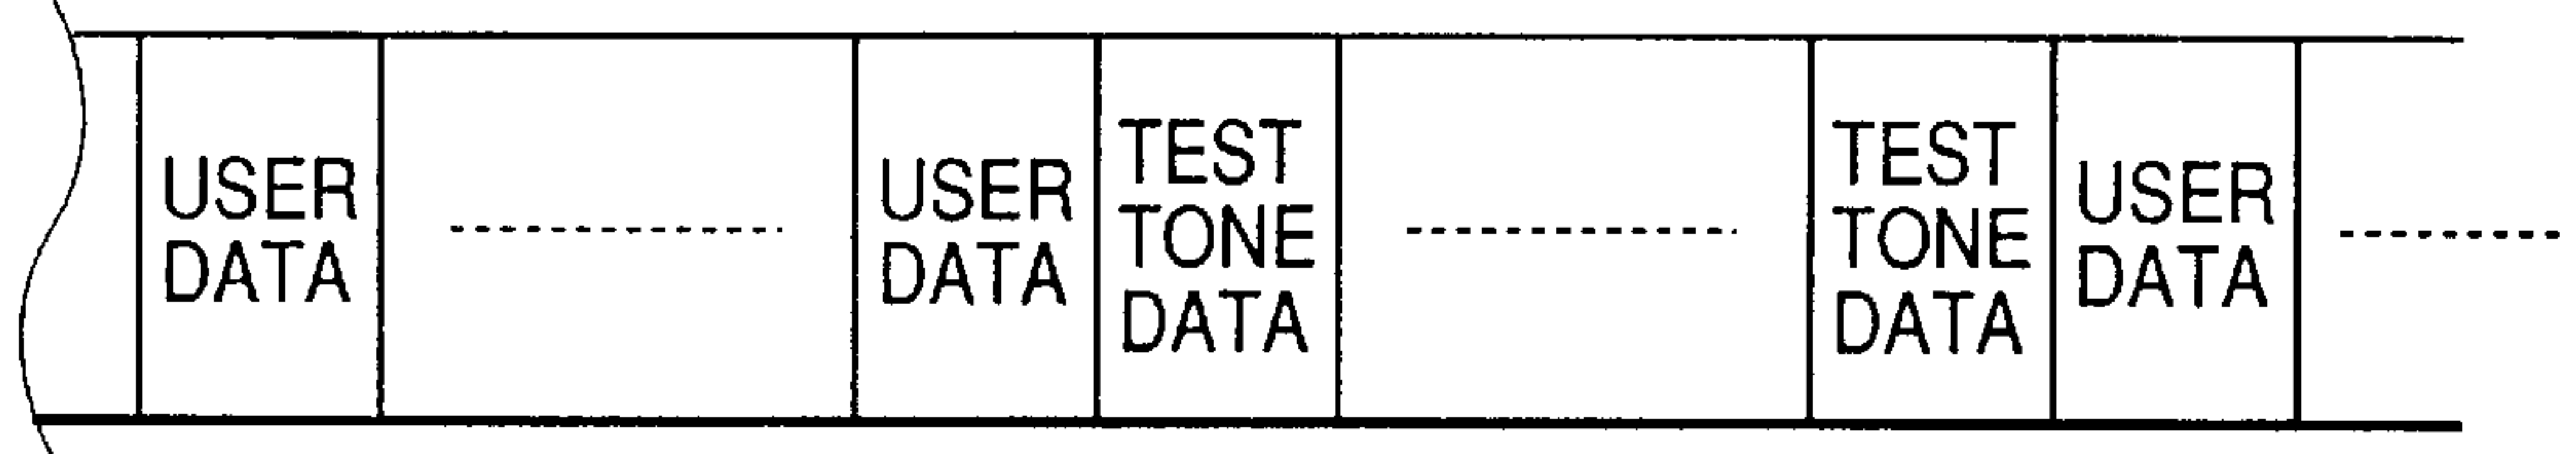 USER
DATA
USER
DATA
TEST
TONE
DATA
TEST
TONE
DATA
USER
DATA